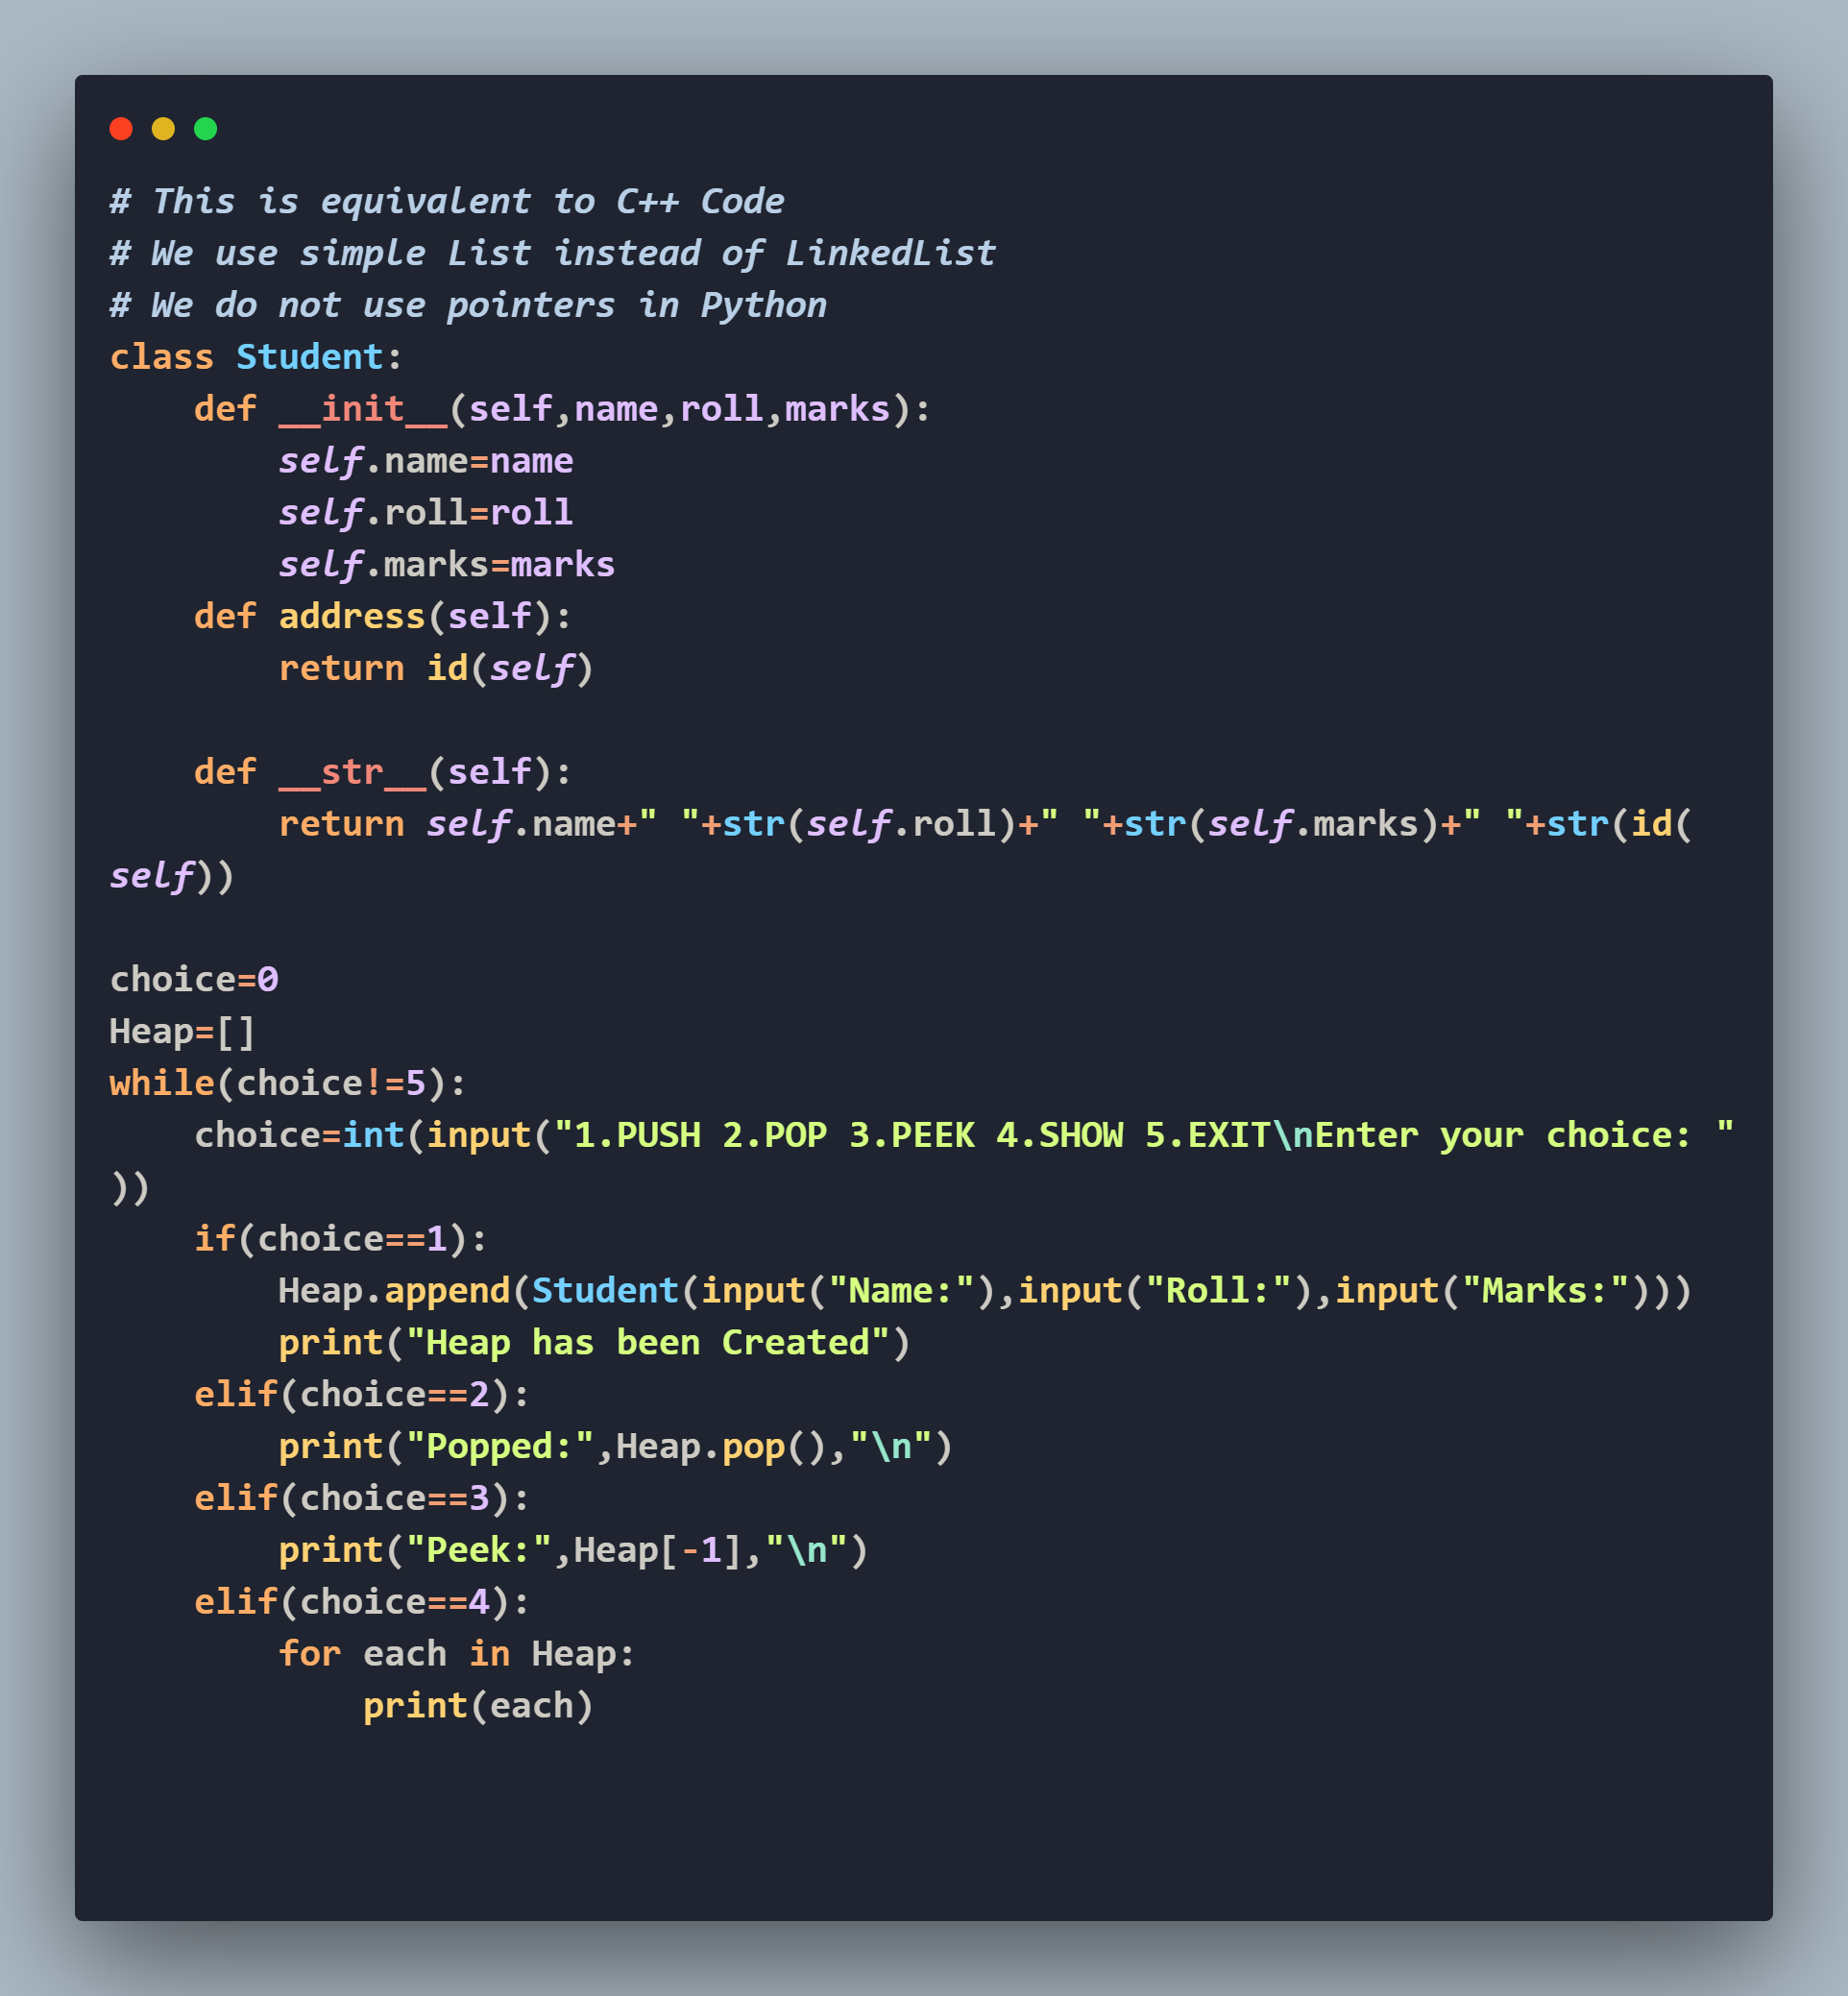 # This is equivalent to C++ Code
# We use simple List instead of LinkedList
# We do not use pointers in Python
class Student:
    def __init__(self,name,roll,marks):
        self.name=name
        self.roll=roll
        self.marks=marks
    def address(self):
        return id(self)

    def __str__(self):
        return self.name+" "+str(self.roll)+" "+str(self.marks)+" "+str(id(
self))

choice=0
Heap=[]
while(choice!=5):
    choice=int(input("1.PUSH 2.POP 3.PEEK 4.SHOW 5.EXIT\nEnter your choice: "
))
    if(choice==1):
        Heap.append(Student(input("Name:"),input("Roll:"),input("Marks:")))
        print("Heap has been Created")
    elif(choice==2):
        print("Popped:",Heap.pop(),"\n")
    elif(choice==3):
        print("Peek:",Heap[-1],"\n")
    elif(choice==4):
        for each in Heap:
            print(each)